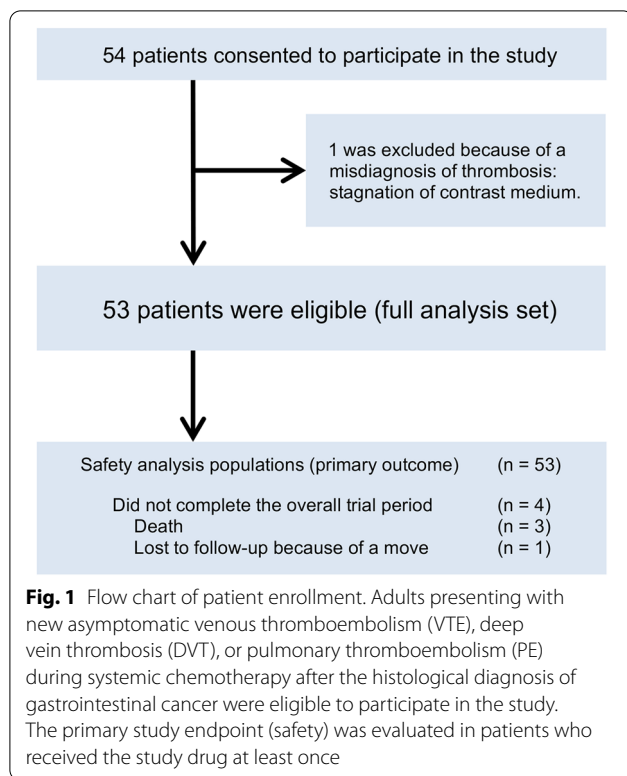 54 patients consented to participate in the study
1 was excluded because of a
misdiagnosis of thrombosis:
stagnation of contrast medium.
53 patients were eligible (full analysis set)
Safety analysis populations (primary outcome) (n = 53)
Did not complete the overall trial period (n = 4)
Death (n = 3)
Lost to follow-up because of a move (n = 1)
Fig. 1 Flow chart of patient enrollment. Adults presenting with
new asymptomatic venous thromboembolism (VTE), deep
vein thrombosis (DVT), or pulmonary thromboembolism (PE)
during systemic chemotherapy after the histological diagnosis of
gastrointestinal cancer were eligible to participate in the study.
The primary study endpoint (safety) was evaluated in patients who
received the study drug at least once